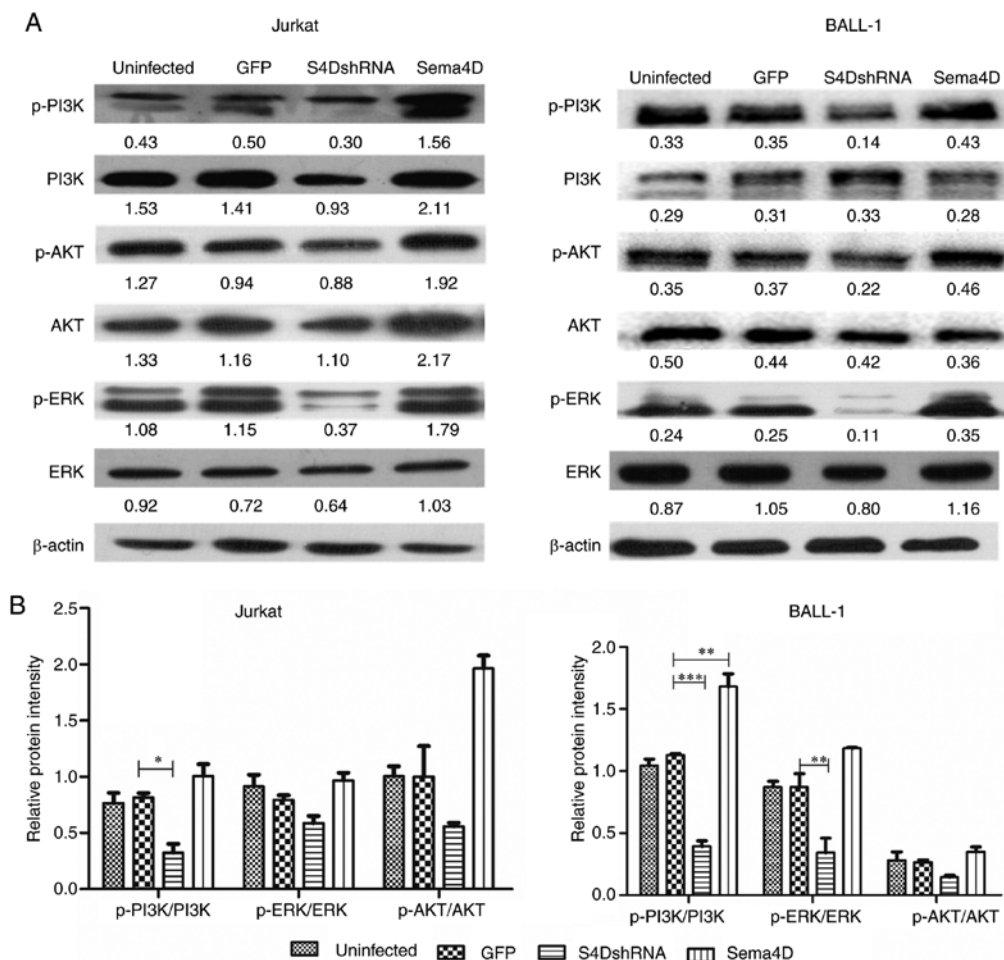 A
Jurkat
Uninfected GFP S4DshRNA Sema4D
p-PI3K
0.43 0.50 0.30 1.56
PI3K
1.53 1.41 0.93 2.11
p-AKT
1.27 0.94 0.88 1.92
AKT
1.33 1.16 1.10 2.17
p-ERK
1.08 1.15 0.37 1.79
ERK
0.92 0.72 0.64 1.03
β-actin
BALL-1
Uninfected GFP S4DshRNA Sema4D
p-PI3K
0.33 0.35 0.14 0.43
PI3K
0.29 0.31 0.33 0.28
p-AKT
0.35 0.37 0.22 0.46
AKT
0.50 0.44 0.42 0.36
p-ERK
0.24 0.25 0.11 0.35
ERK
0.87 1.05 0.80 1.16
β-actin
B
Jurkat
Relative protein intensity
2.5
2.0
1.5
1.0
0.5
0.0
*
p-PI3K/PI3K p-ERK/ERK p-AKT/AKT
BALL-1
Relative protein intensity
2.0
1.5
1.0
0.5
0.0
**
***
**
p-PI3K/PI3K p-ERK/ERK p-AKT/AKT
Uninfected GFP S4DshRNA Sema4D